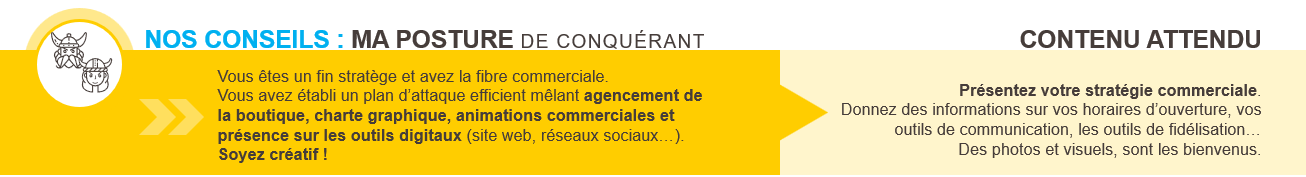 NOS CONSEILS : MA POSTURE DE CONQUÉRANT
Vous êtes un fin stratège et avez la fibre commerciale.
Vous avez établi un plan d’attaque efficient mêlant agencement de
la boutique, charte graphique, animations commerciales et
présence sur les outils digitaux (site web, réseaux sociaux…).
Soyez créatif !
CONTENU ATTENDU
Présentez votre stratégie commerciale.
Donnez des informations sur vos horaires d’ouverture, vos
outils de communication, les outils de fidélisation…
Des photos et visuels, sont les bienvenus.